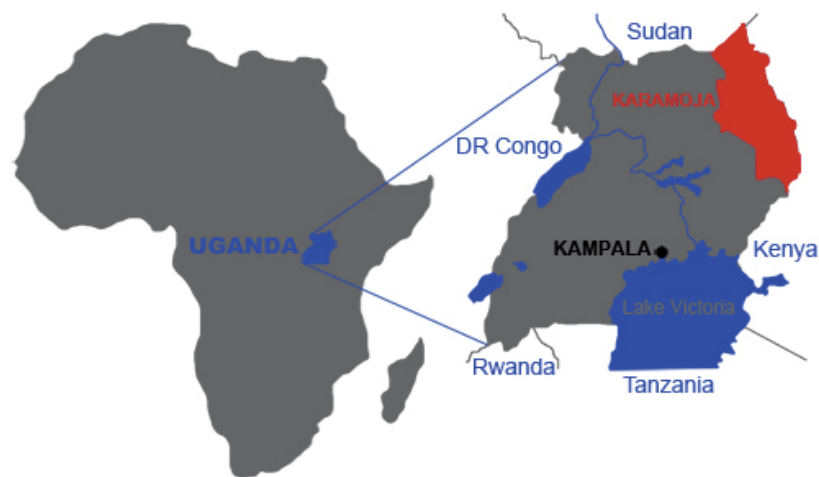 Sudan
KARAMOJA
DR Congo
UGANDA
KAMPALA
Kenya
Lake Victoria
Rwanda
Tanzania